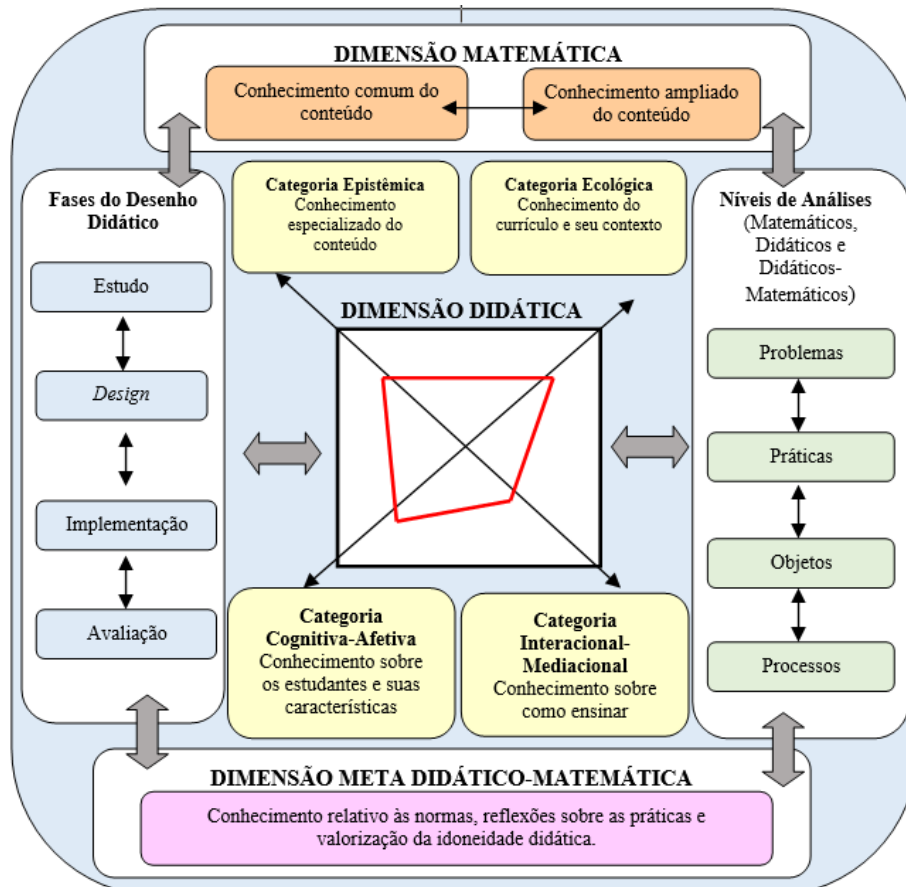 DIMENSÃO MATEMÁTICA
Conhecimento comum do
conteúdo
Conhecimento ampliado
do conteúdo
Fases do Desenho
Didático
Estudo
Design
Implementação
Avaliação
Categoria Epistêmica
Conhecimento
especializado do
conteúdo
Categoria Ecológica
Conhecimento do
currículo e seu contexto
DIMENSÃO DIDÁTICA
Categoria
Cognitiva-Afetiva
Conhecimento sobre
os estudantes e suas
características
Categoria
Interacional-
Mediacional
Conhecimento sobre
como ensinar
Níveis de Análises
(Matemáticos,
Didáticos e
Didáticos-
Matemáticos)
Problemas
Práticas
Objetos
Processos
DIMENSÃO META DIDÁTICO-MATEMÁTICA
Conhecimento relativo às normas, reflexões sobre as práticas e
valorização da idoneidade didática.